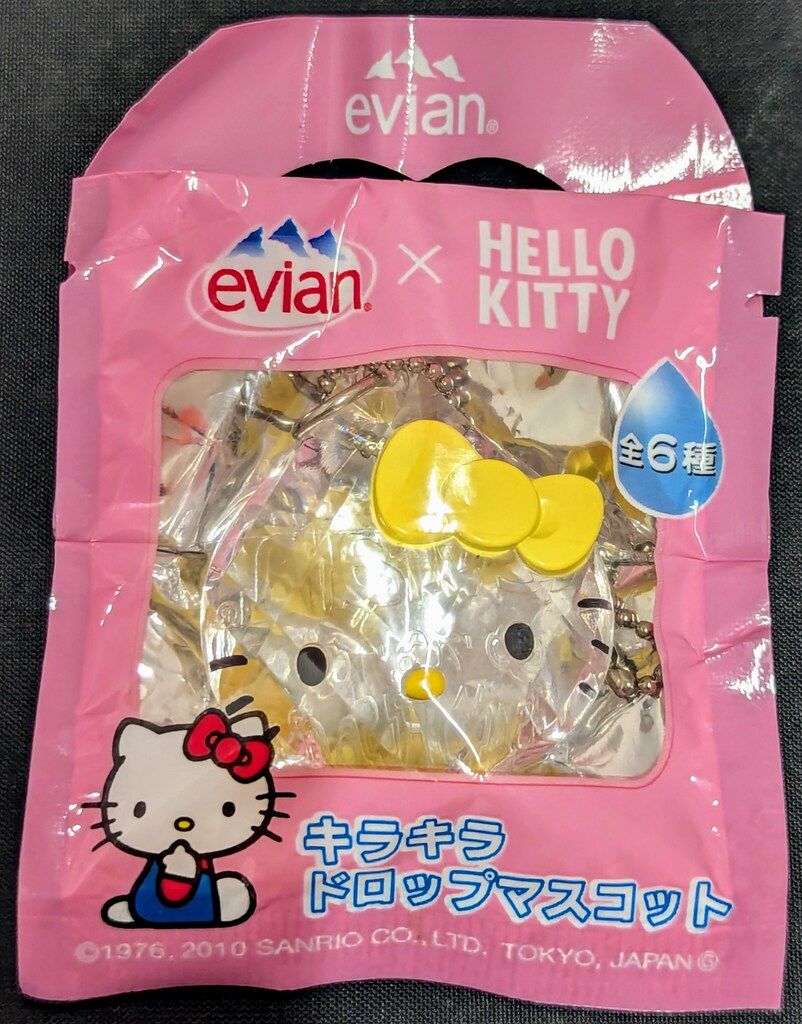 evian®
evian® × HELLO KITTY
全6種
キラキラ
ドロップマスコット
©1976, 2010 SANRIO CO., LTD. TOKYO, JAPAN Ⓖ